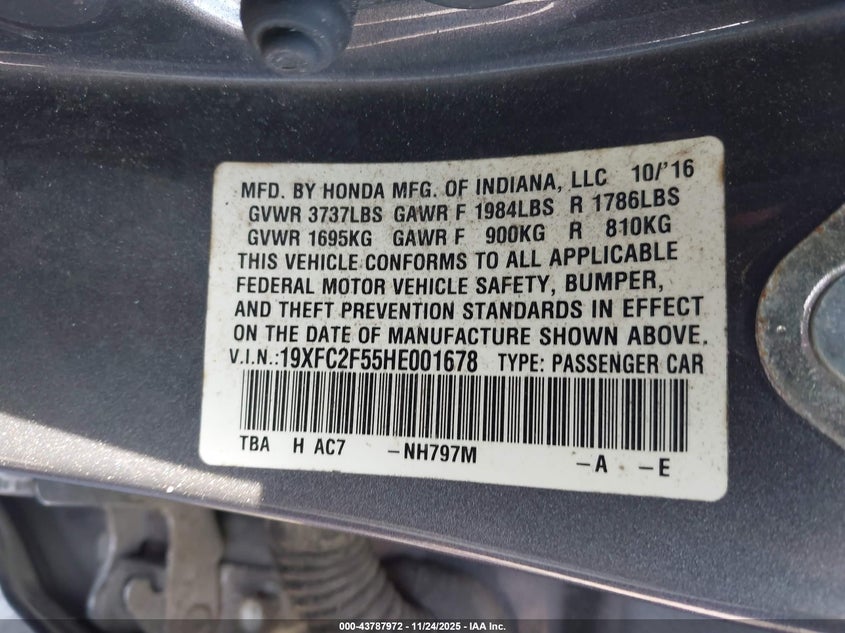 MFD. BY HONDA MFG. OF INDIANA, LLC 10/'16
GVWR 3737LBS GAWR F 1984LBS R 1786LBS
GVWR 1695KG GAWR F 900KG R 810KG
THIS VEHICLE CONFORMS TO ALL APPLICABLE
FEDERAL MOTOR VEHICLE SAFETY, BUMPER,
AND THEFT PREVENTION STANDARDS IN EFFECT
ON THE DATE OF MANUFACTURE SHOWN ABOVE.
V.I.N.:19XFC2F55HE001678 TYPE: PASSENGER CAR
TBA H AC7 -NH797M -A -E
000-43787972 - 11/24/2025 - IAA Inc.